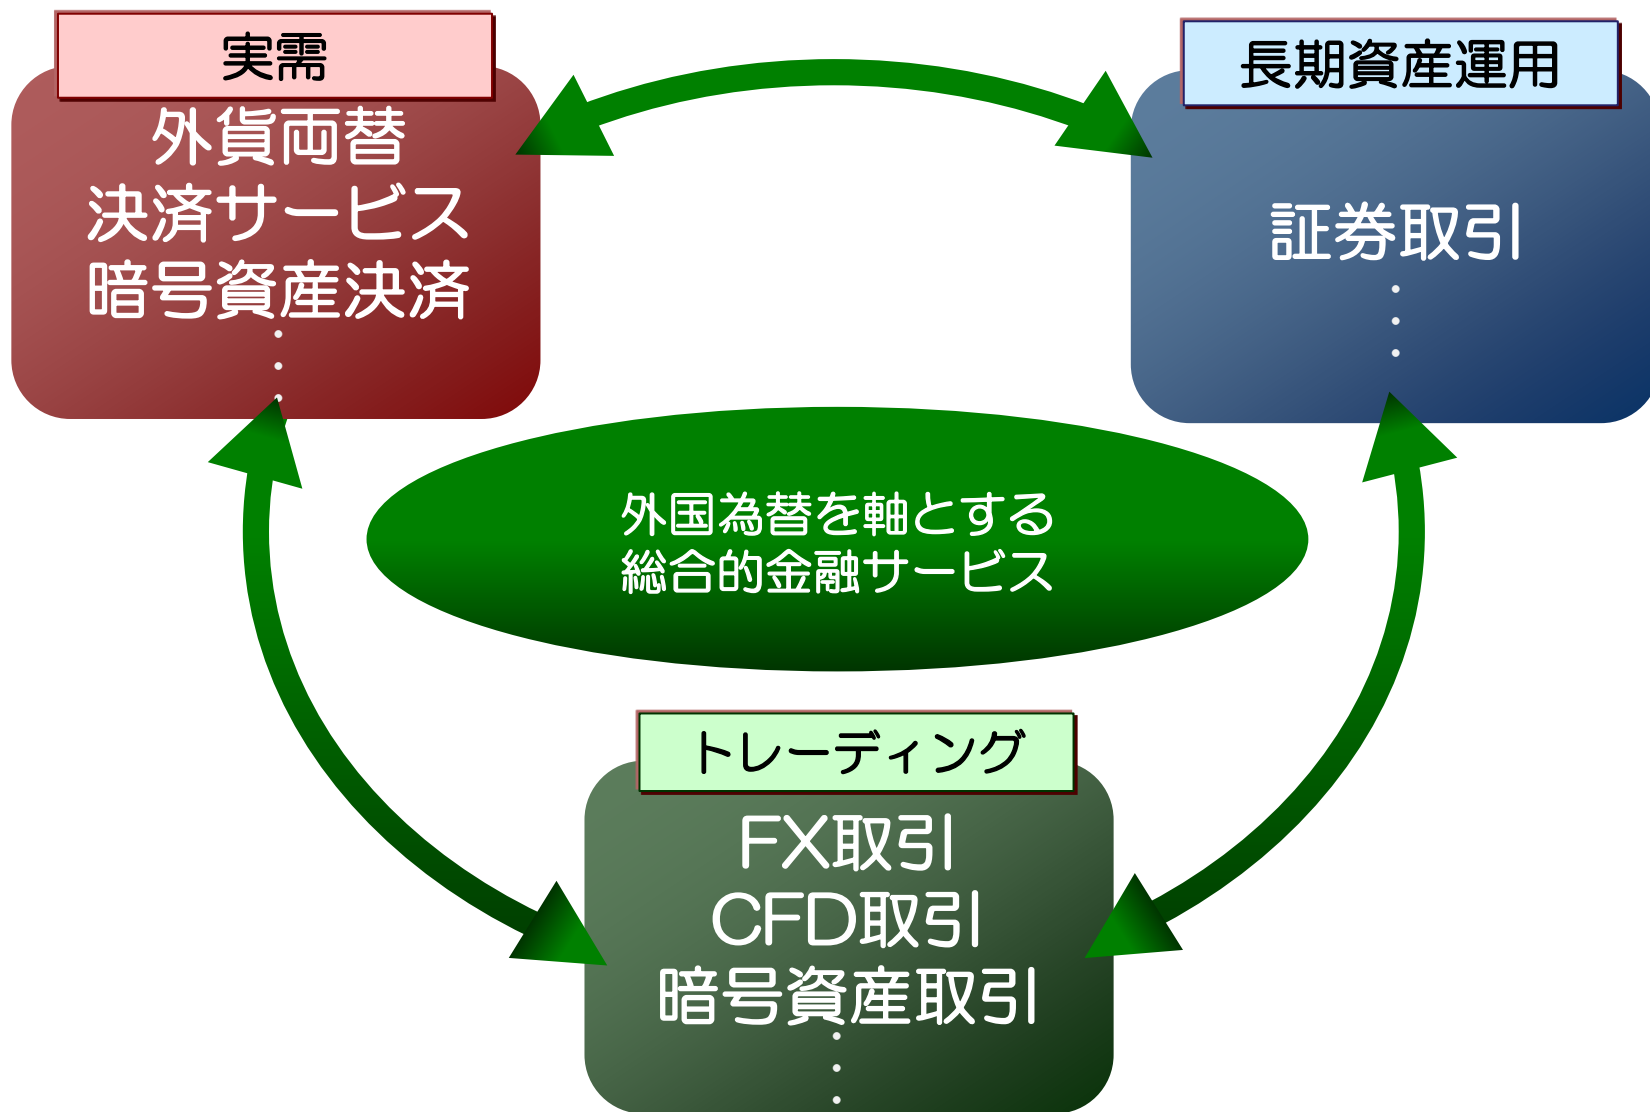 実需
外貨両替
決済サービス
暗号資産決済
長期資産運用
証券取引
外国為替を軸とする
総合的金融サービス
トレーディング
FX取引
CFD取引
暗号資産取引